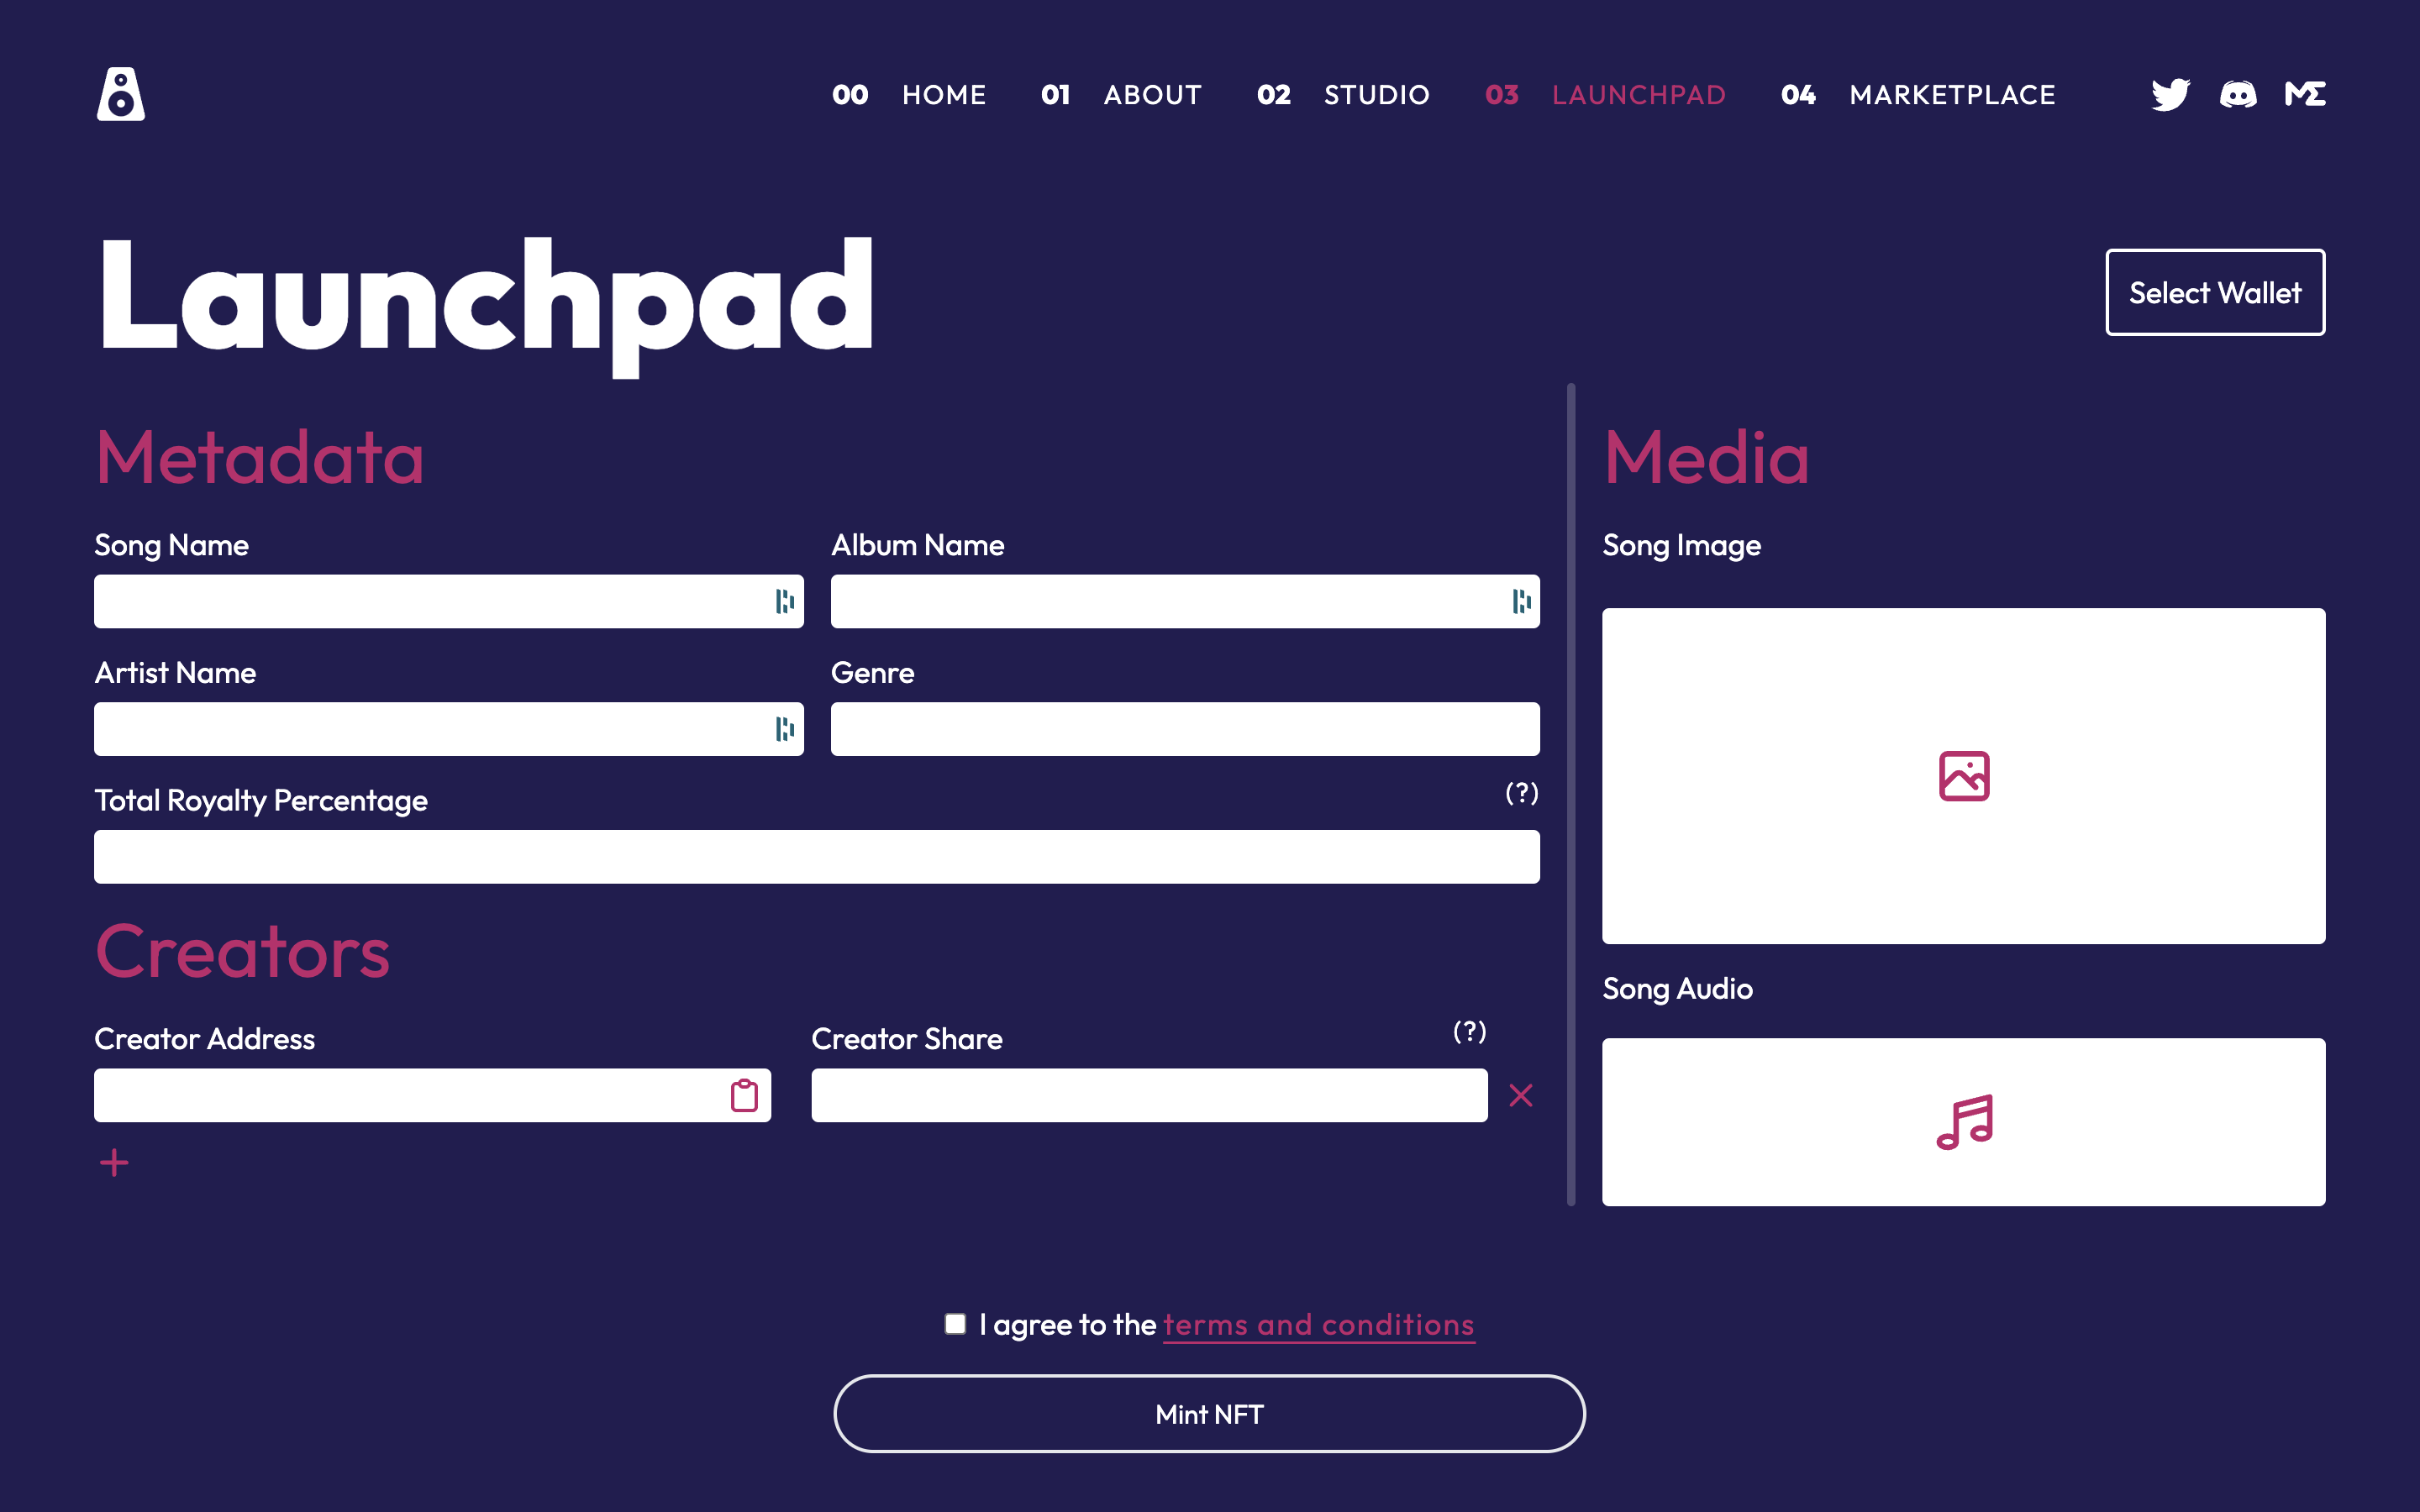 00 HOME 01 ABOUT 02 STUDIO 03 LAUNCHPAD 04 MARKETPLACE
Launchpad
Select Wallet
Metadata
Song Name
Album Name
Artist Name
Genre
Total Royalty Percentage (?)
Creators
Creator Address
Creator Share (?)
Media
Song Image
Song Audio
I agree to the terms and conditions
Mint NFT